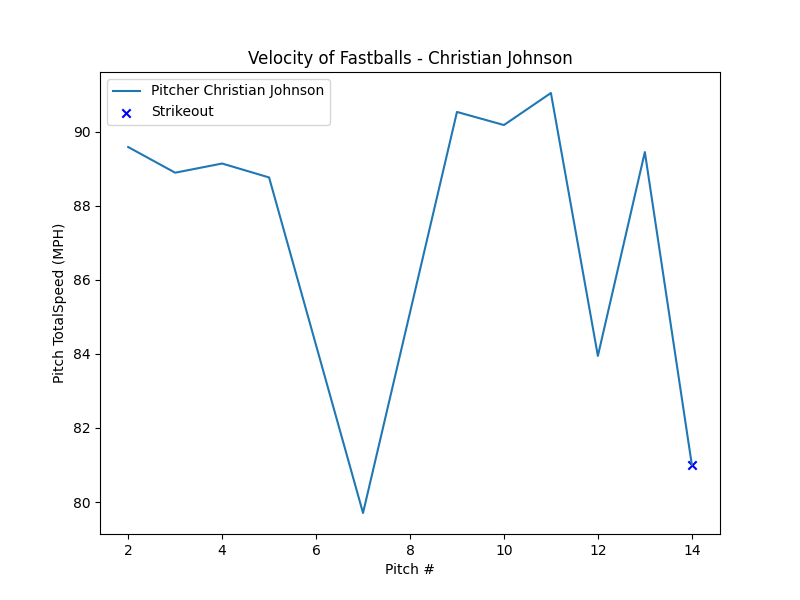 Velocity of Fastballs - Christian Johnson
Pitcher Christian Johnson
Strikeout
Pitch TotalSpeed (MPH)
90
88
86
84
82
80
2 4 6 8 10 12 14
Pitch #